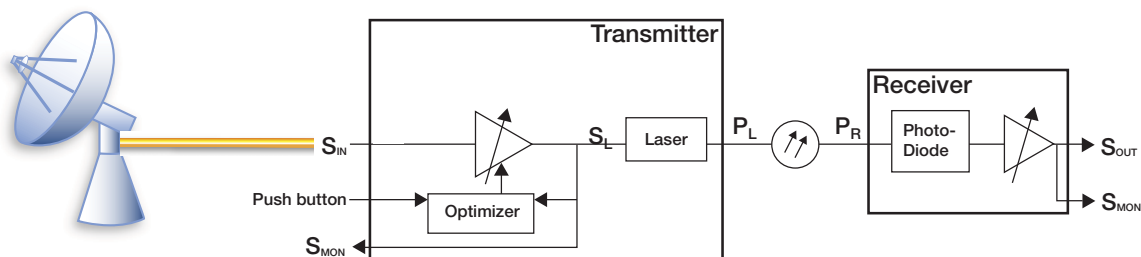 Transmitter
Receiver
S_IN
S_L
Laser
P_L
P_R
Photo-
Diode
S_OUT
Push button
Optimizer
S_MON
S_MON